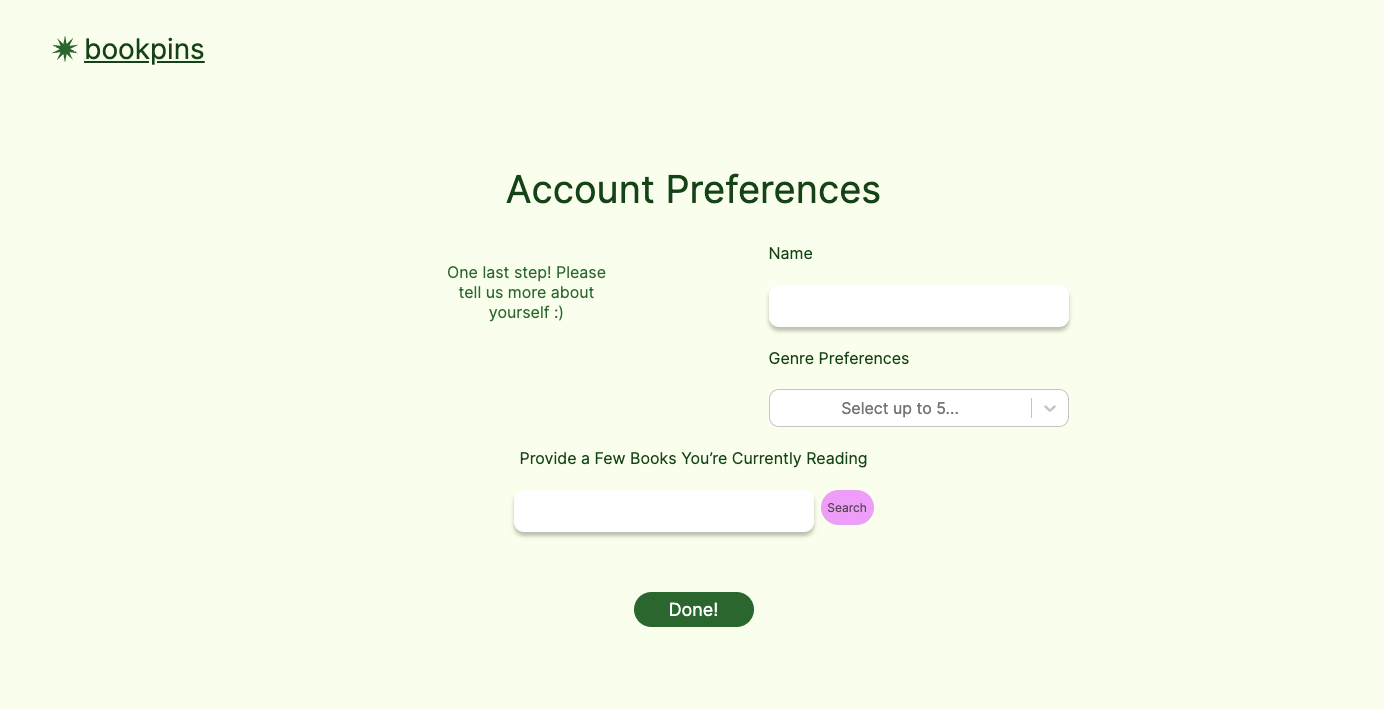 bookpins
Account Preferences
One last step! Please
tell us more about
yourself :)
Name
Genre Preferences
Select up to 5...
Provide a Few Books You’re Currently Reading
Search
Done!